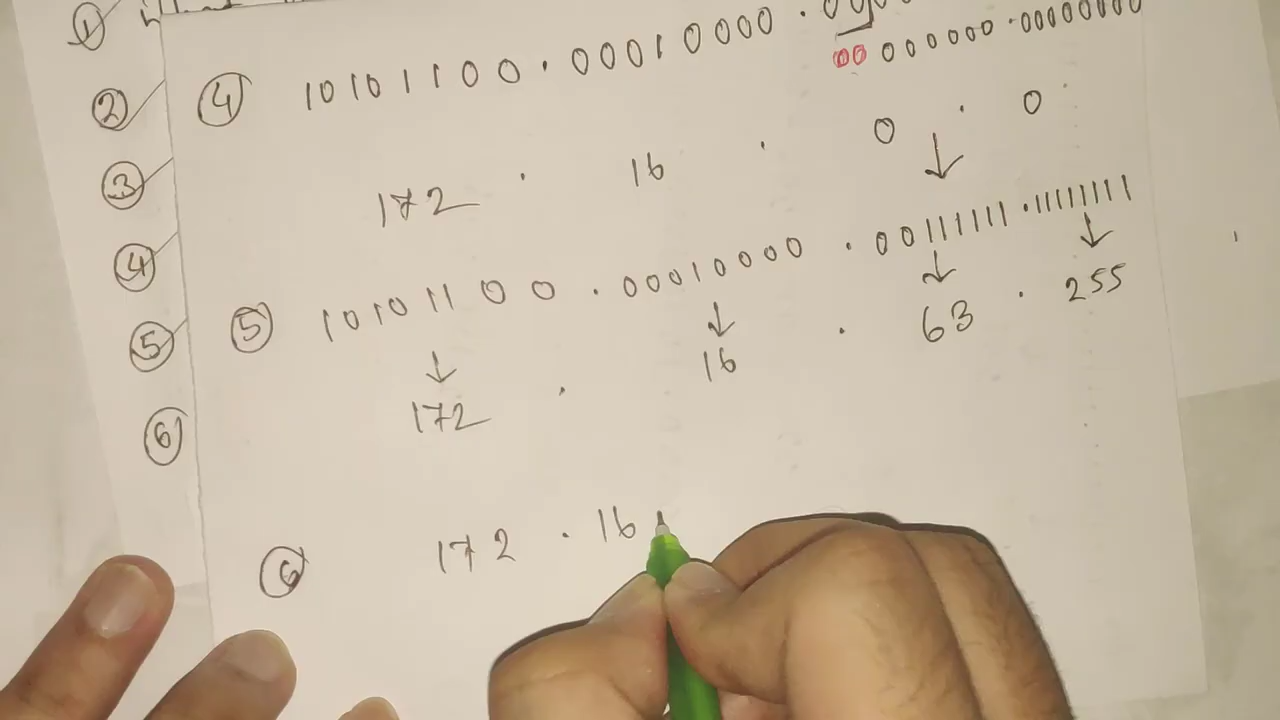 ①
②
③
④
⑤
⑥
④ 10101100 . 00010000 .
00 000000 . 00000000
172 . 16 . 0 . 0
⑤ 10101100 . 00010000 . 00111111 . 11111111
172 . 16 . 63 . 255
⑥ 172 . 16